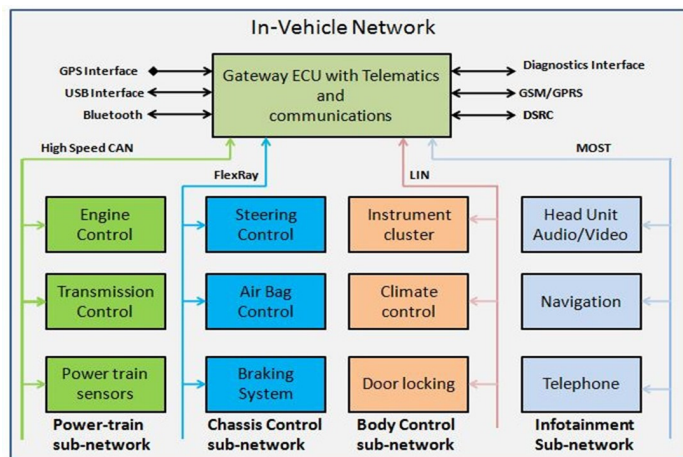 In-Vehicle Network
GPS Interface
USB Interface
Bluetooth
Gateway ECU with Telematics
and
communications
Diagnostics Interface
GSM/GPRS
DSRC
High Speed CAN
FlexRay
LIN
MOST
Engine
Control
Steering
Control
Instrument
cluster
Head Unit
Audio/Video
Transmission
Control
Air Bag
Control
Climate
control
Navigation
Power train
sensors
Braking
System
Door locking
Telephone
Power-train
sub-network
Chassis Control
sub-network
Body Control
sub-network
Infotainment
Sub-network